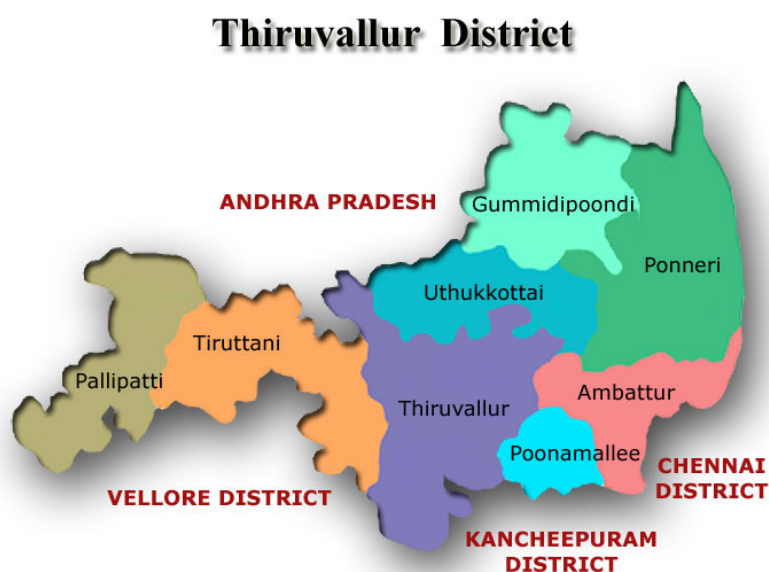 Thiruvallur District
ANDHRA PRADESH
Gummidipoondi
Ponneri
Uthukkottai
Tiruttani
Pallipatti
Ambattur
Thiruvallur
Poonamallee
CHENNAI
DISTRICT
VELLORE DISTRICT
KANCHEEPURAM
DISTRICT